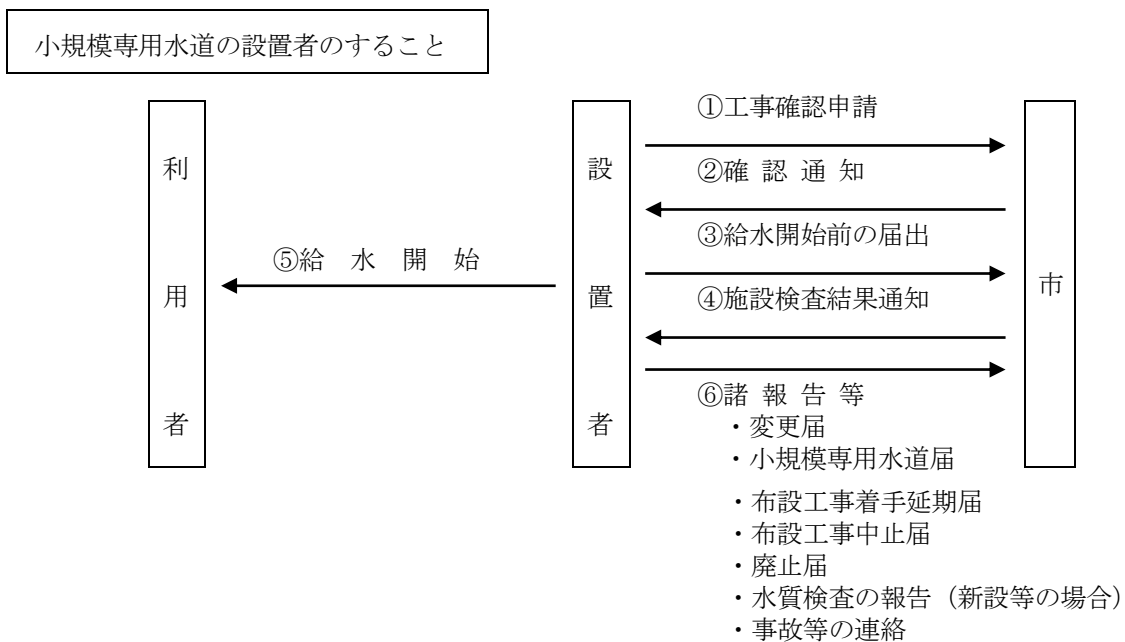 小規模専用水道の設置者のすること
利用者
設置者
市
①工事確認申請
②確 認 通 知
③給水開始前の届出
④施設検査結果通知
⑤給 水 開 始
⑥諸 報 告 等
・変更届
・小規模専用水道届
・布設工事着手延期届
・布設工事中止届
・廃止届
・水質検査の報告（新設等の場合）
・事故等の連絡